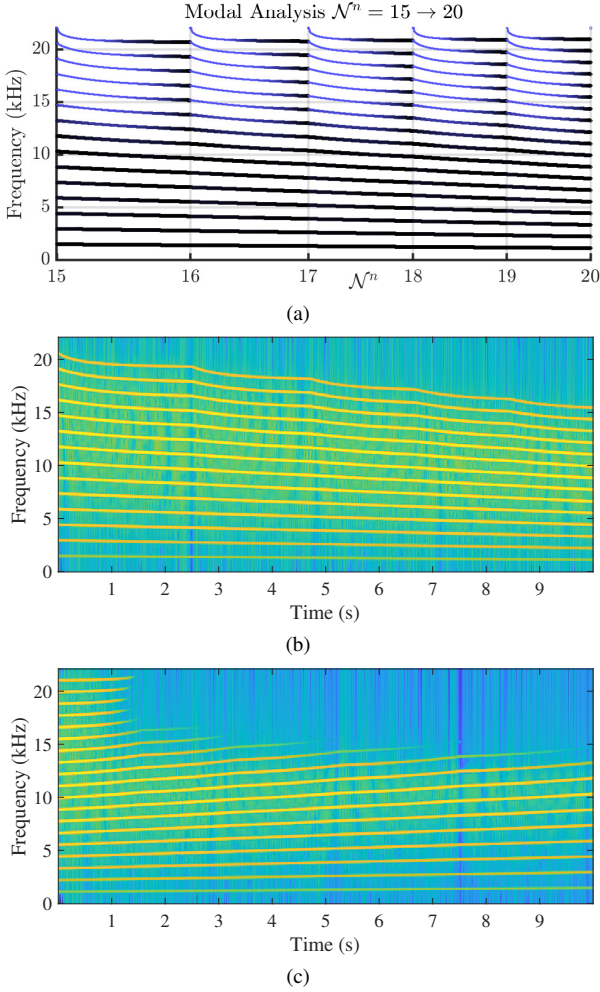 Modal Analysis 𝒩ⁿ = 15 → 20
Frequency (kHz)
20
15
10
5
0
15 16 17 18 19 20
𝒩ⁿ
(a)
Frequency (kHz)
20
15
10
5
0
1 2 3 4 5 6 7 8 9
Time (s)
(b)
Frequency (kHz)
20
15
10
5
0
1 2 3 4 5 6 7 8 9
Time (s)
(c)